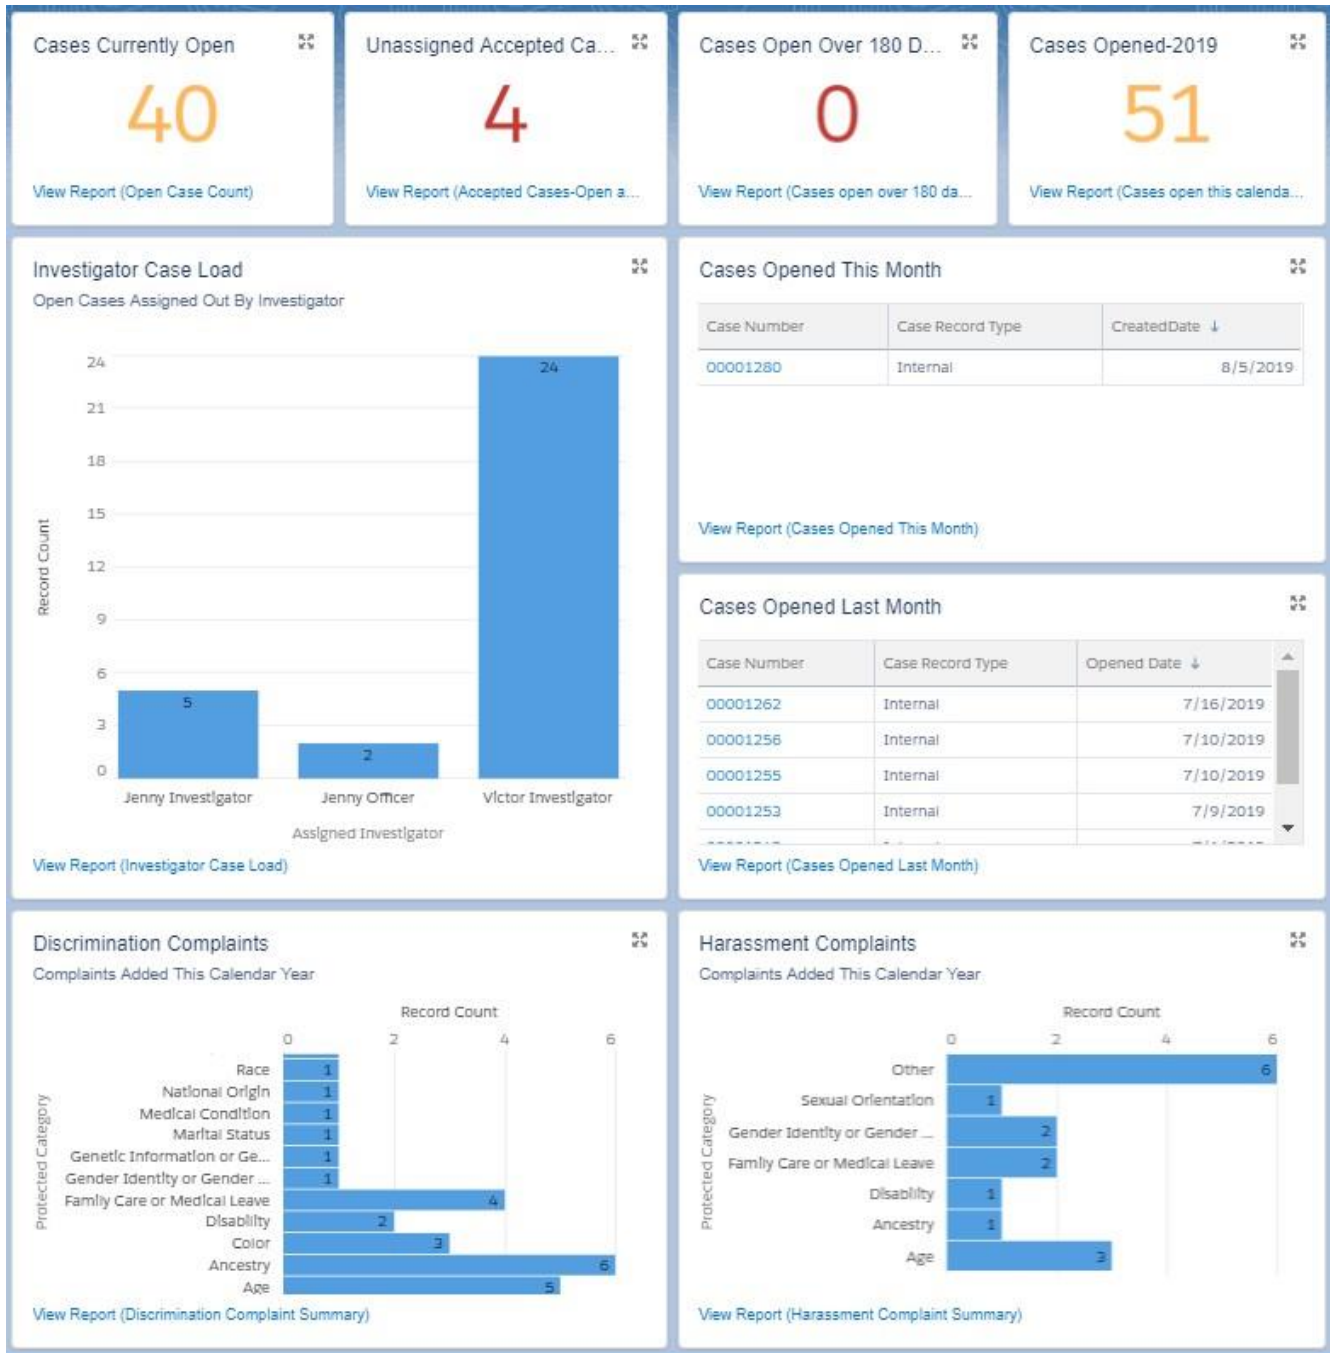 Cases Currently Open
40
View Report (Open Case Count)
Unassigned Accepted Ca...
4
View Report (Accepted Cases-Open a...
Cases Open Over 180 D...
0
View Report (Cases open over 180 da...
Cases Opened-2019
51
View Report (Cases open this calenda...
Investigator Case Load
Open Cases Assigned Out By Investigator
Record Count
24
21
18
15
12
9
6
3
0
5
2
24
Jenny Investigator
Jenny Officer
Victor Investigator
Assigned Investigator
View Report (Investigator Case Load)
Cases Opened This Month
Case Number Case Record Type CreatedDate ↓
00001280 Internal 8/5/2019
View Report (Cases Opened This Month)
Cases Opened Last Month
Case Number Case Record Type Opened Date ↓
00001262 Internal 7/16/2019
00001256 Internal 7/10/2019
00001255 Internal 7/10/2019
00001253 Internal 7/9/2019
View Report (Cases Opened Last Month)
Discrimination Complaints
Complaints Added This Calendar Year
Record Count
0 2 4 6
Protected Category
Race 1
National Origin 1
Medical Condition 1
Marital Status 1
Genetic Information or Ge... 1
Gender Identity or Gender ... 1
Family Care or Medical Leave 4
Disability 2
Color 3
Ancestry 6
Age 5
View Report (Discrimination Complaint Summary)
Harassment Complaints
Complaints Added This Calendar Year
Record Count
0 2 4 6
Protected Category
Other 6
Sexual Orientation 1
Gender Identity or Gender ... 2
Family Care or Medical Leave 2
Disability 1
Ancestry 1
Age 3
View Report (Harassment Complaint Summary)